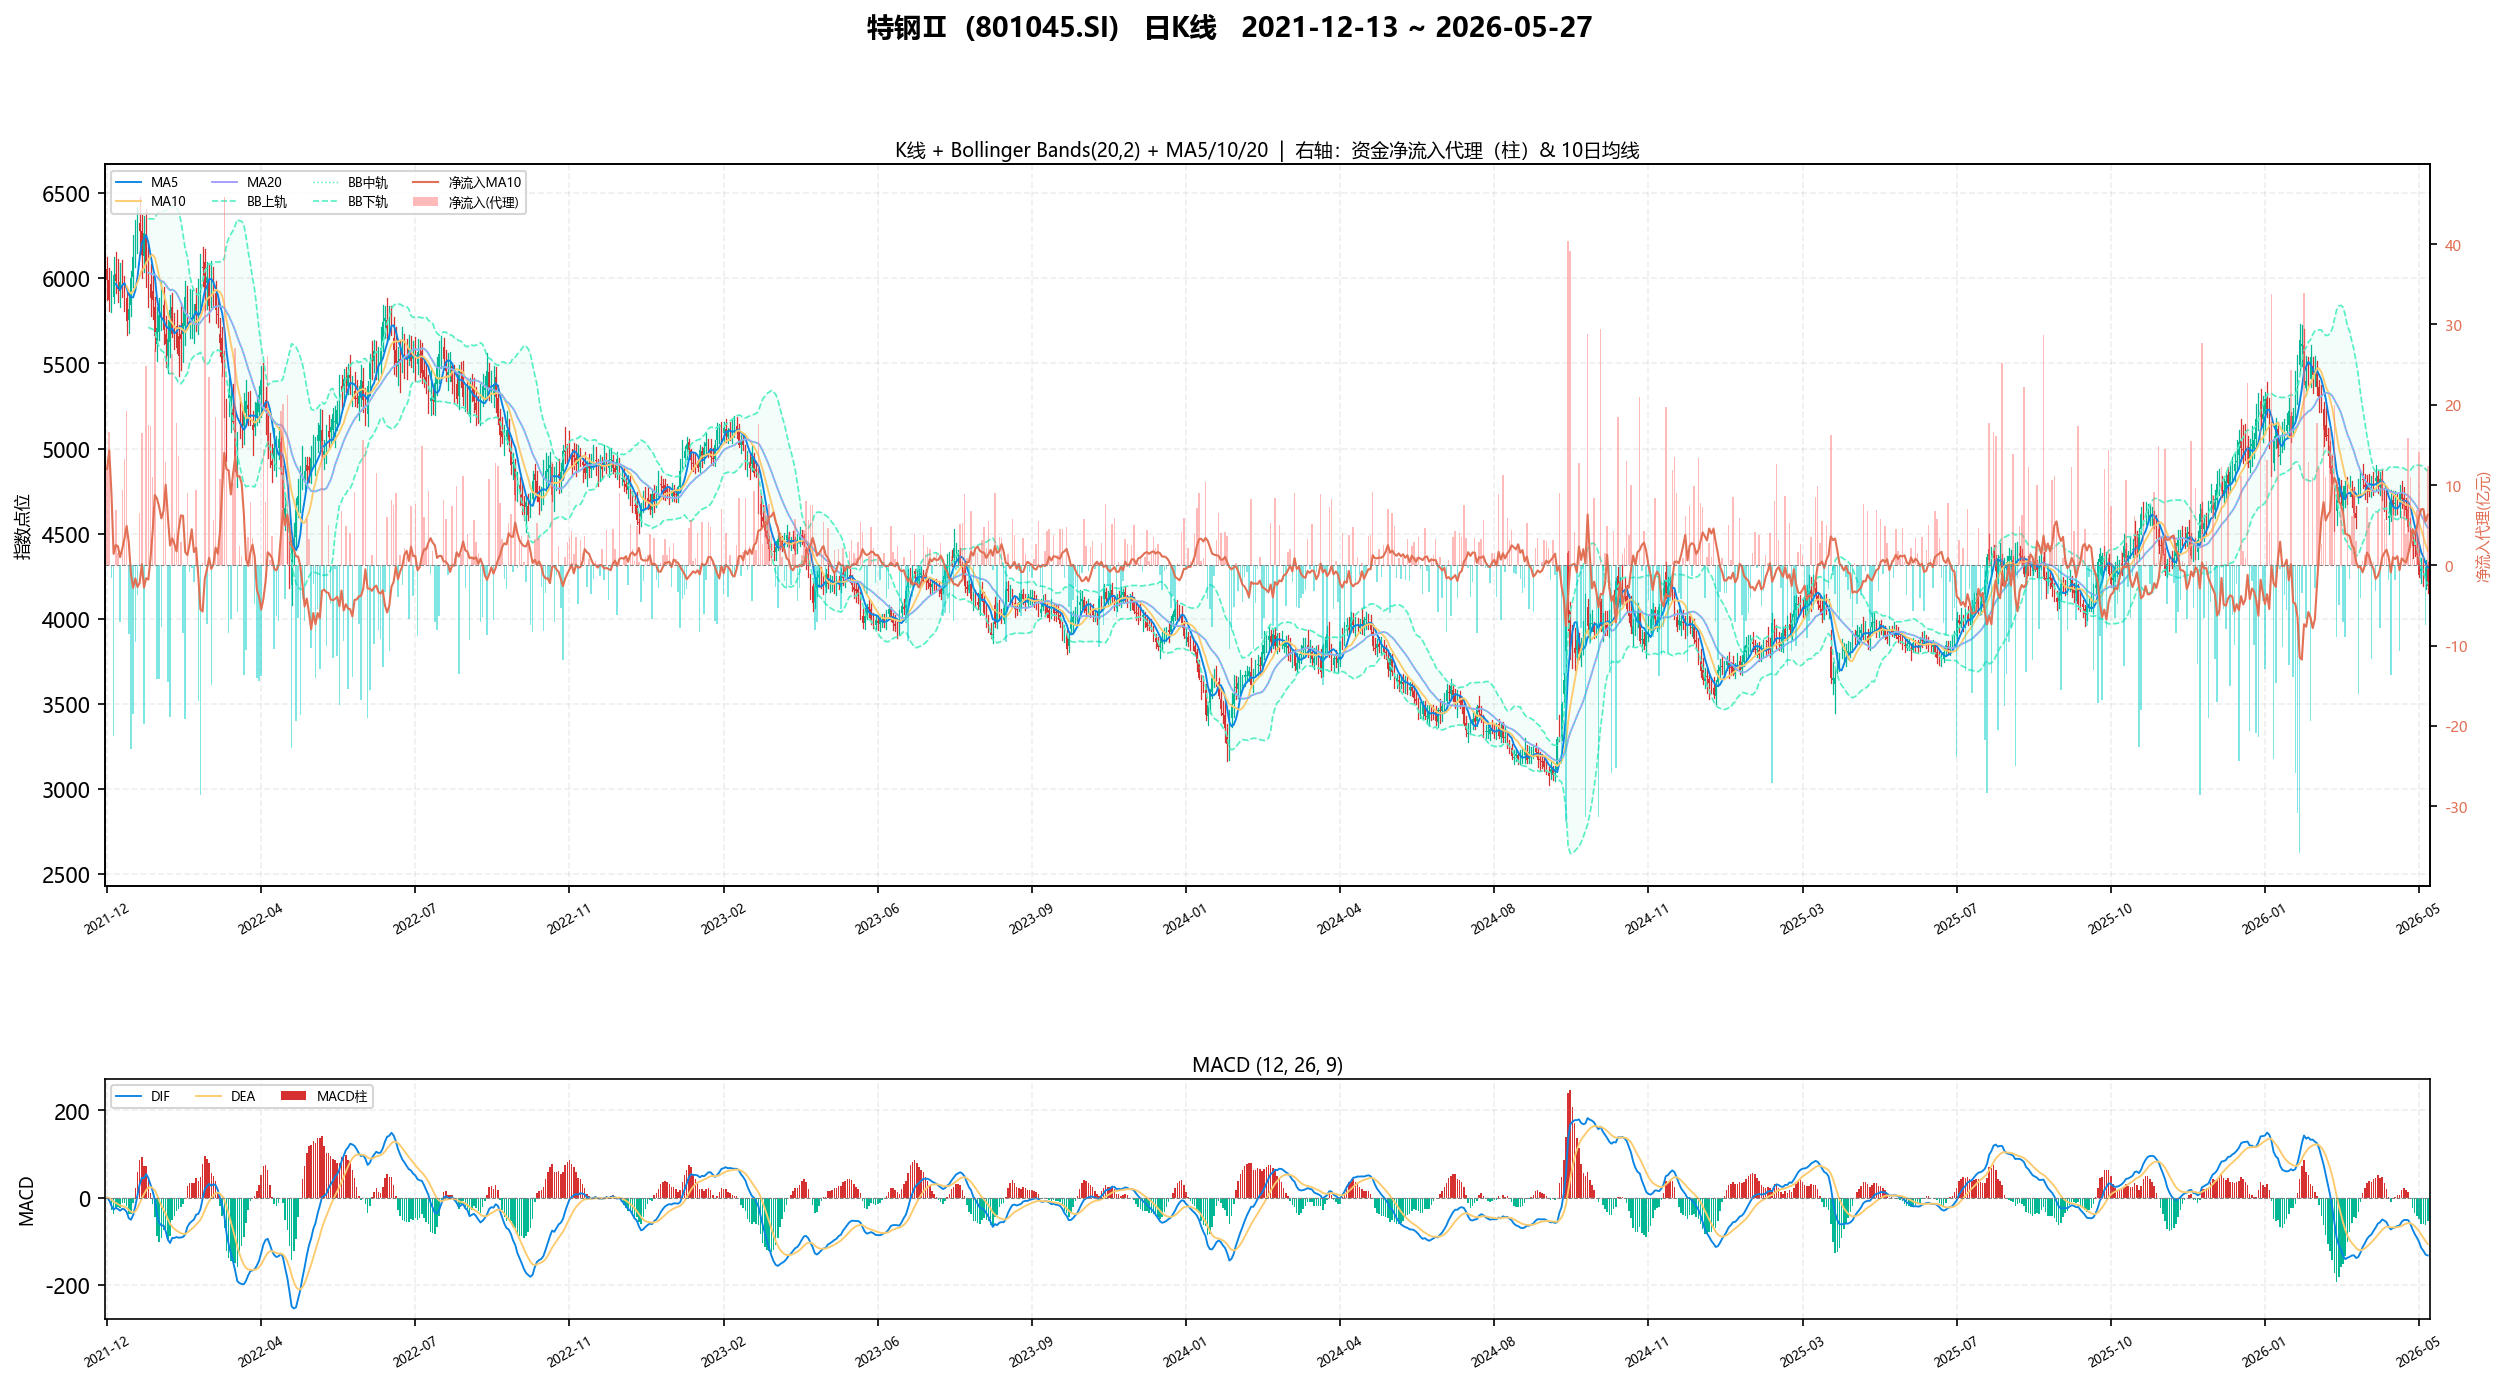 特钢Ⅱ (801045.SI) 日K线 2021-12-13 ~ 2026-05-27
K线 + Bollinger Bands(20,2) + MA5/10/20 | 右轴：资金净流入代理（柱）& 10日均线
MA5 MA20 BB中轨 净流入MA10
MA10 BB上轨 BB下轨 净流入(代理)
指数点位
6500
6000
5500
5000
4500
4000
3500
3000
2500
40
30
20
10
0
-10
-20
-30
净流入代理(亿元)
2021-12 2022-04 2022-07 2022-11 2023-02 2023-06 2023-09 2024-01 2024-04 2024-08 2024-11 2025-03 2025-07 2025-10 2026-01 2026-05
MACD (12, 26, 9)
DIF DEA MACD柱
MACD
200
0
-200
2021-12 2022-04 2022-07 2022-11 2023-02 2023-06 2023-09 2024-01 2024-04 2024-08 2024-11 2025-03 2025-07 2025-10 2026-01 2026-05